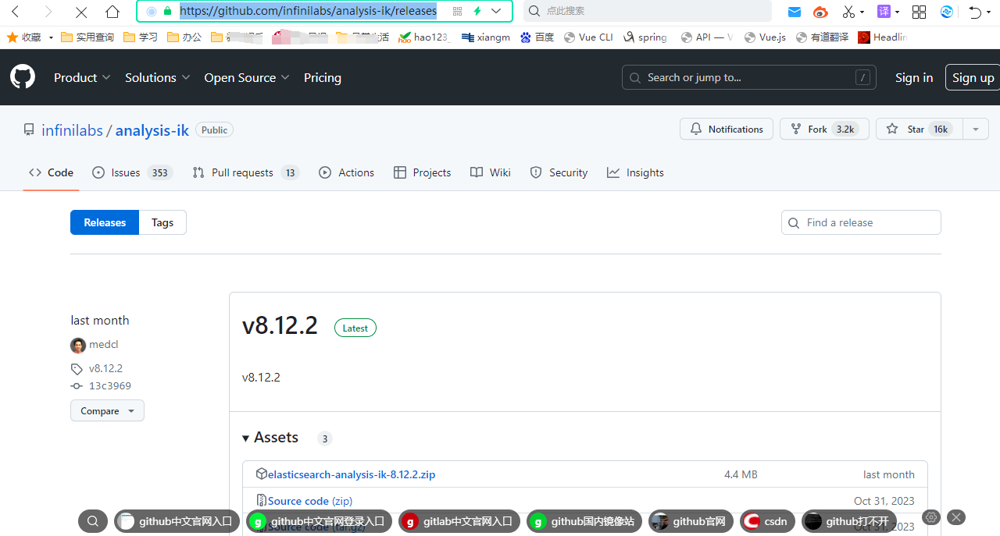 https://github.com/infinilabs/analysis-ik/releases 点此搜索 译
收藏 实用查询 学习 办公 生活 hao123 xiangm 百度 Vue CLI spring API — V Vue.js 有道翻译 Headlin
Product Solutions Open Source Pricing Search or jump to... / Sign in Sign up
infinilabs / analysis-ik Public Notifications Fork 3.2k Star 16k
Code Issues 353 Pull requests 13 Actions Projects Wiki Security Insights
Releases Tags Find a release
last month
medcl
v8.12.2
13c3969
Compare
v8.12.2 Latest
v8.12.2
Assets 3
elasticsearch-analysis-ik-8.12.2.zip 4.4 MB last month
Source code (zip) Oct 31, 2023
Source code (tar.gz) Oct 31, 2023
github中文官网入口 github中文官网登录入口 gitlab中文官网入口 github国内镜像站 github官网 csdn github打不开